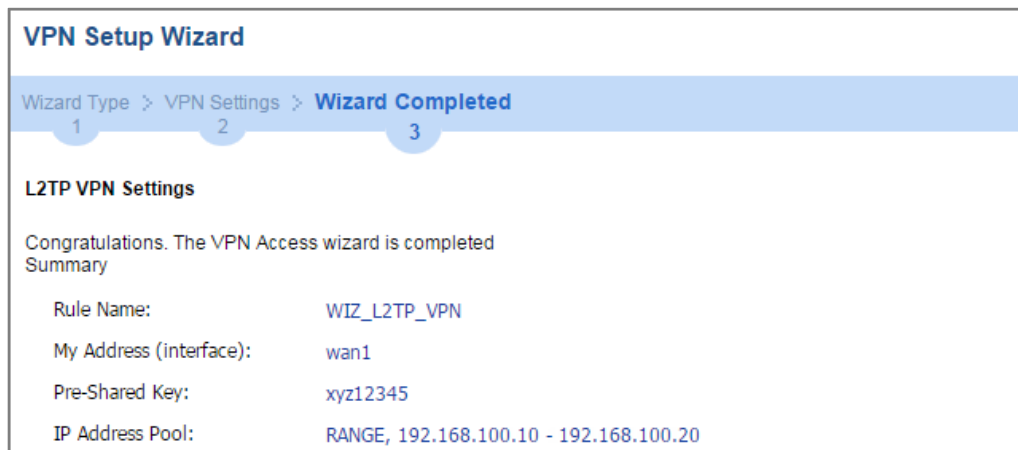 VPN Setup Wizard
Wizard Type > VPN Settings > Wizard Completed
1 2 3
L2TP VPN Settings
Congratulations. The VPN Access wizard is completed
Summary
Rule Name: WIZ_L2TP_VPN
My Address (interface): wan1
Pre-Shared Key: xyz12345
IP Address Pool: RANGE, 192.168.100.10 - 192.168.100.20